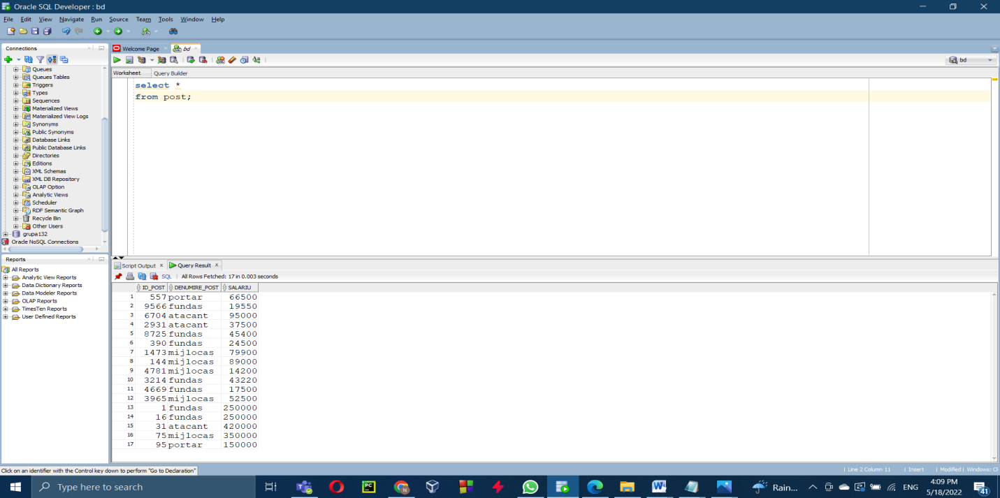 Oracle SQL Developer : bd
File Edit View Navigate Run Source Team Tools Window Help
Connections
Welcome Page
bd
bd
Queues
Queues Tables
Triggers
Types
Sequences
Materialized Views
Materialized View Logs
Synonyms
Public Synonyms
Database Links
Public Database Links
Directories
Editions
XML Schemas
XML DB Repository
OLAP Option
Analytic Views
Scheduler
RDF Semantic Graph
Recycle Bin
Other Users
grupa132
Oracle NoSQL Connections
Worksheet Query Builder
select *
from post;
Reports
All Reports
Analytic View Reports
Data Dictionary Reports
Data Modeler Reports
OLAP Reports
TimesTen Reports
User Defined Reports
Script Output x Query Result x
SQL | All Rows Fetched: 17 in 0.003 seconds
ID_POST DENUMIRE_POST SALARIU
1 557 portar 66500
2 9566 fundas 19550
3 6704 atacant 95000
4 2931 atacant 37500
5 8725 fundas 45400
6 390 fundas 24500
7 1473 mijlocas 79900
8 144 mijlocas 89000
9 4781 mijlocas 14200
10 3214 fundas 43220
11 4669 fundas 17500
12 3965 mijlocas 52500
13 1 fundas 250000
14 16 fundas 250000
15 31 atacant 420000
16 75 mijlocas 350000
17 95 portar 150000
Click on an identifier with the Control key down to perform "Go to Declaration"
| Line 2 Column 11 | Insert | Modified | Windows: C
Type here to search
PC
N
W
Rain...
ENG
4:09 PM
5/18/2022
41